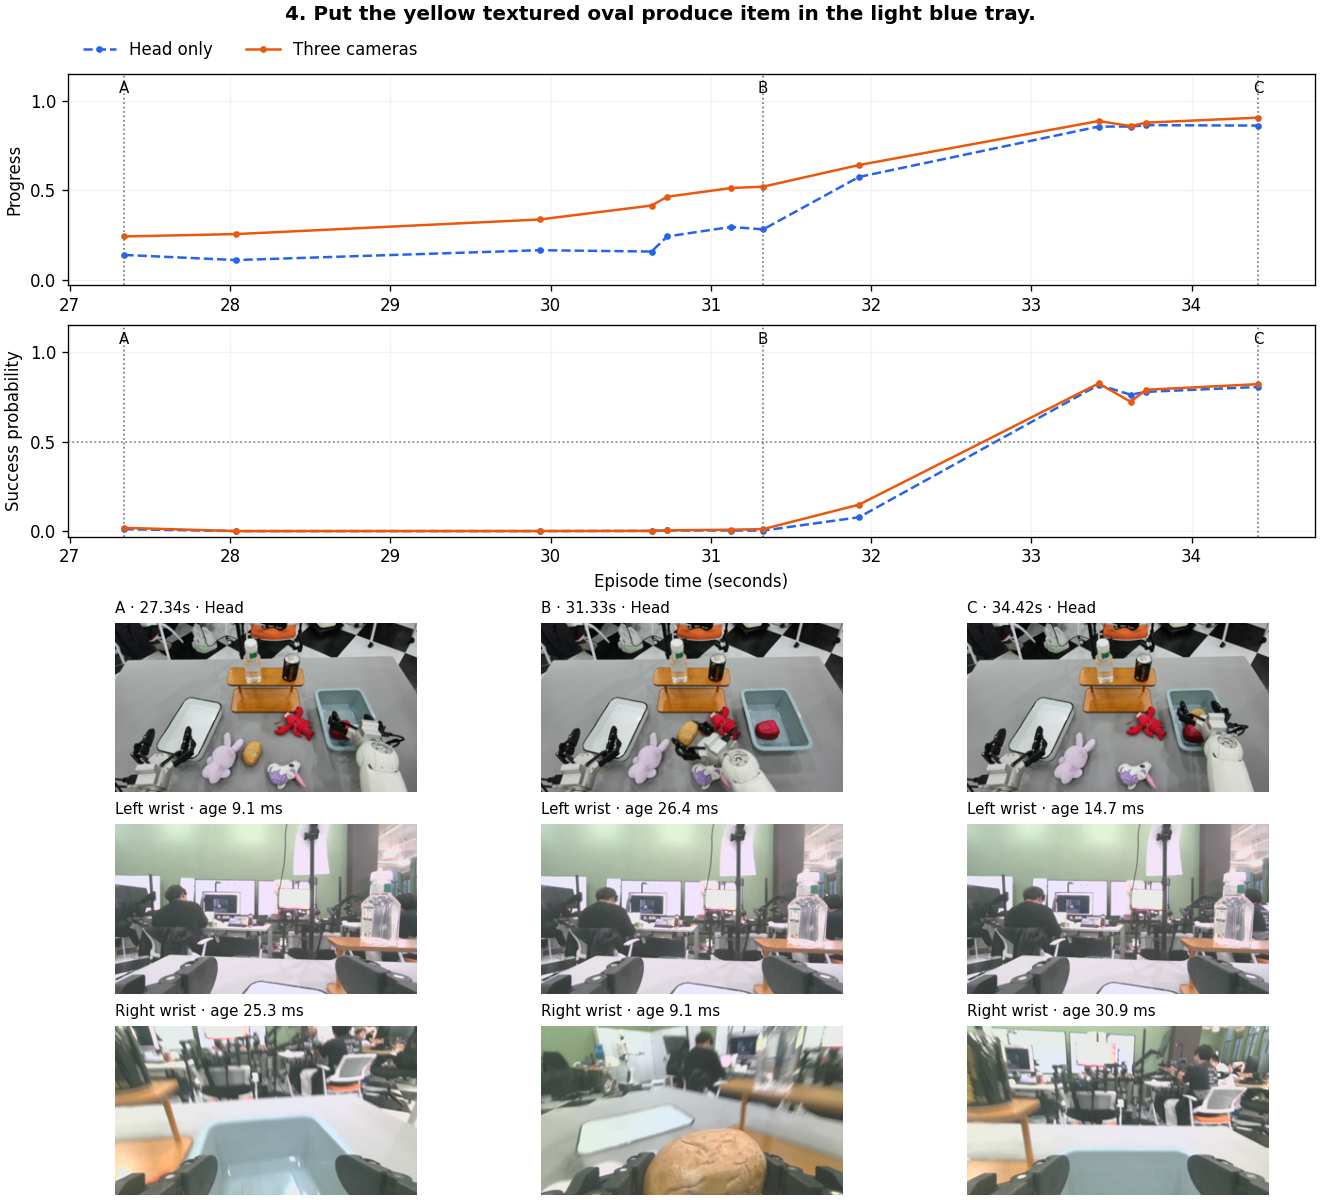 4. Put the yellow textured oval produce item in the light blue tray.
Head only
Three cameras
A
B
C
1.0
0.5
0.0
Progress
27 28 29 30 31 32 33 34
A
B
C
1.0
0.5
0.0
Success probability
27 28 29 30 31 32 33 34
Episode time (seconds)
A · 27.34s · Head
B · 31.33s · Head
C · 34.42s · Head
Left wrist · age 9.1 ms
Left wrist · age 26.4 ms
Left wrist · age 14.7 ms
Right wrist · age 25.3 ms
Right wrist · age 9.1 ms
Right wrist · age 30.9 ms